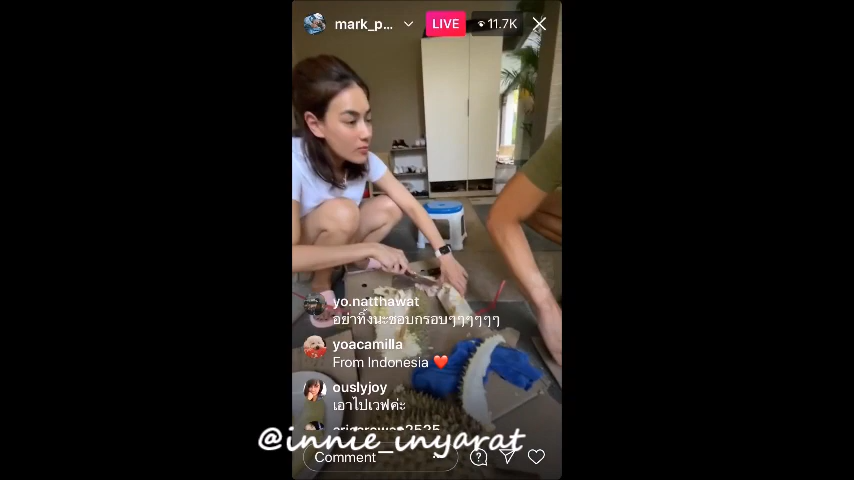 mark_p...
LIVE
11.7K
yo.natthawat
อย่าทิ้งนะชอบกรอบๆๆๆๆๆๆ
yoacamilla
From Indonesia ❤️
ouslyjoy
เอาไปเวฟค่ะ
@innie_inyarat
Comment